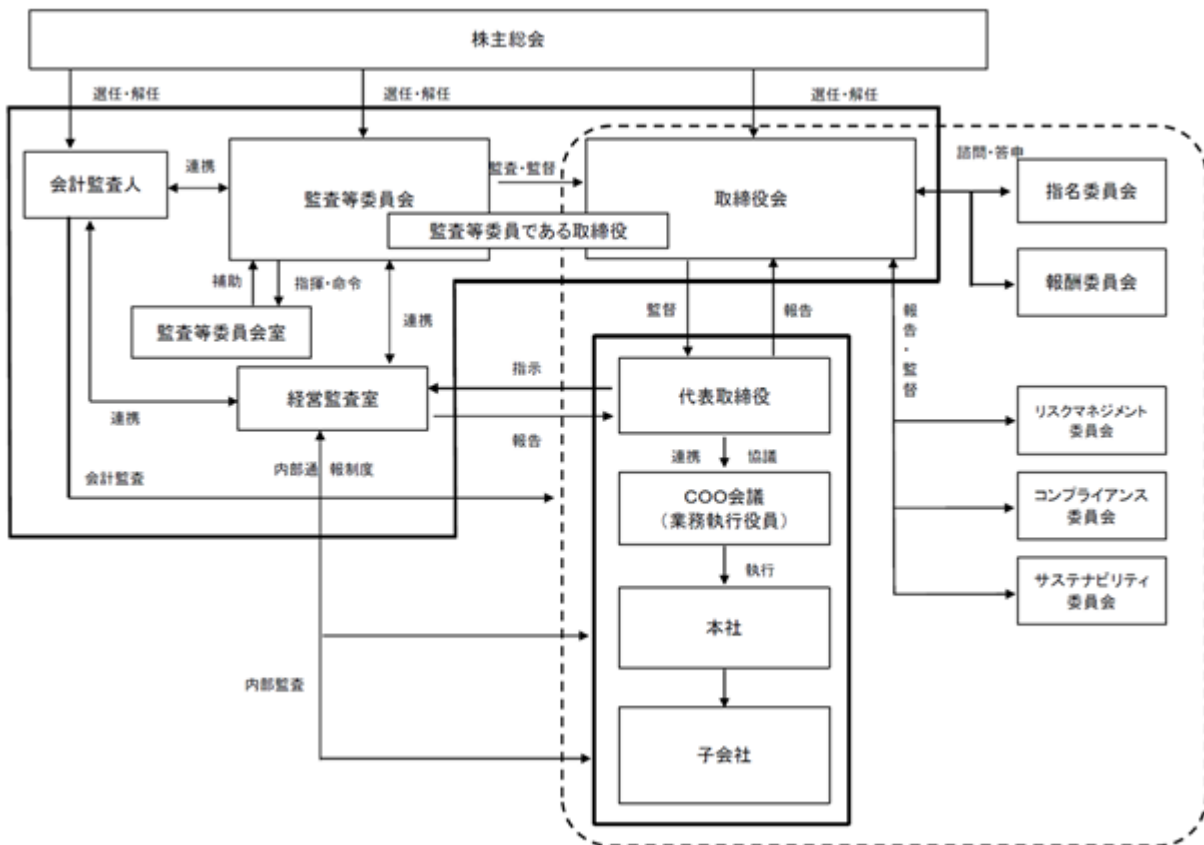 株主総会
選任・解任
選任・解任
選任・解任
会計監査人
連携
監査等委員会
監査・監督
取締役会
諮問・答申
指名委員会
監査等委員である取締役
報酬委員会
補助
指揮・命令
連携
監督
報告
報告・監督
監査等委員会室
経営監査室
指示
報告
代表取締役
連携
連携
協議
リスクマネジメント
委員会
会計監査
内部通報制度
COO会議
(業務執行役員)
コンプライアンス
委員会
執行
サステナビリティ
委員会
本社
内部監査
子会社